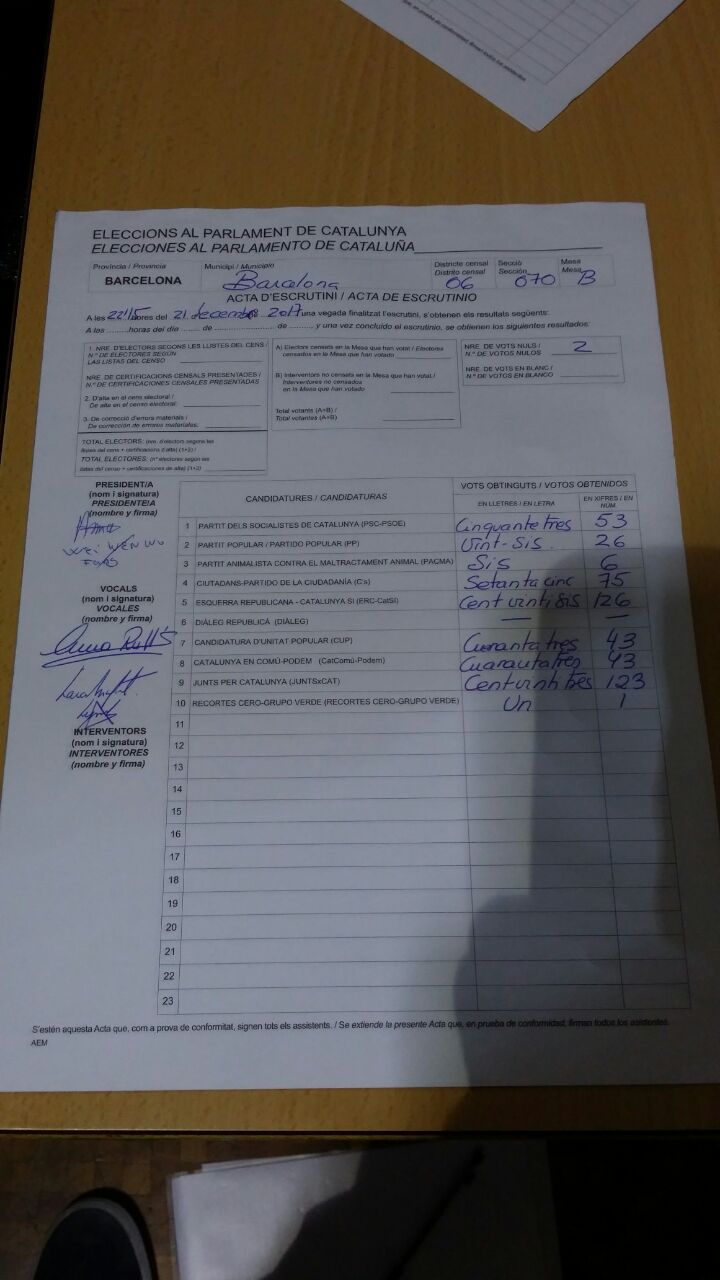 ELECCIONS AL PARLAMENT DE CATALUNYA
ELECCIONES AL PARLAMENTO DE CATALUÑA
Província / Provincia Municipi / Municipio Districte censal Secció Mesa
Distrito censal Sección Mesa
BARCELONA Barcelona 06 070 B
ACTA D'ESCRUTINI / ACTA DE ESCRUTINIO
A les 22:15 hores del 21 desembre de 2017 una vegada finalitzat l'escrutini, s'obtenen els resultats següents:
A las ........horas del día ...... de ................ de ........ y una vez concluido el escrutinio, se obtienen los siguientes resultados:
1. NRE. D'ELECTORS SEGONS LES LLISTES DEL CENS /
N.º DE ELECTORES SEGÚN
LAS LISTAS DEL CENSO
NRE. DE CERTIFICACIONS CENSALS PRESENTADES /
N.º DE CERTIFICACIONES CENSALES PRESENTADAS
2. D'alta en el cens electoral /
De alta en el censo electoral:
3. De correcció d'errors materials /
De corrección de errores materiales:
TOTAL ELECTORS: (nre. d'electors segons les
llistes del cens + certificacions d'alta) (1+2) /
TOTAL ELECTORES: (nº electores según las
listas del censo + certificaciones de alta) (1+2)
A) Electors censats en la Mesa que han votat / Electores
censados en la Mesa que han votado
B) Interventors no censats en la Mesa que han votat /
Interventores no censados
en la Mesa que han votado
Total votants (A+B) /
Total votantes (A+B)
NRE. DE VOTS NULS / 2
N.º DE VOTOS NULOS
NRE. DE VOTS EN BLANC /
N.º DE VOTOS EN BLANCO
PRESIDENT/A
(nom i signatura)
PRESIDENTE/A
(nombre y firma)
WEI WEN WU
VOCALS
(nom i signatura)
VOCALES
(nombre y firma)
INTERVENTORS
(nom i signatura)
INTERVENTORES
(nombre y firma)
CANDIDATURES / CANDIDATURAS VOTS OBTINGUTS / VOTOS OBTENIDOS
EN LLETRES / EN LETRA EN XIFRES / EN NÚM.
1 PARTIT DELS SOCIALISTES DE CATALUNYA (PSC-PSOE) Cinquanta tres 53
2 PARTIT POPULAR / PARTIDO POPULAR (PP) Vint-Sis 26
3 PARTIT ANIMALISTA CONTRA EL MALTRACTAMENT ANIMAL (PACMA) Sis 6
4 CIUTADANS-PARTIDO DE LA CIUDADANÍA (C's) Setanta cinc 75
5 ESQUERRA REPUBLICANA - CATALUNYA SÍ (ERC-CatSí) Cent vintisis 126
6 DIÀLEG REPUBLICÀ (DIÀLEG) — —
7 CANDIDATURA D'UNITAT POPULAR (CUP) Cuaranta tres 43
8 CATALUNYA EN COMÚ-PODEM (CatComú-Podem) Cuaranta tres 43
9 JUNTS PER CATALUNYA (JUNTSxCAT) Cent vinti tres 123
10 RECORTES CERO-GRUPO VERDE (RECORTES CERO-GRUPO VERDE) Un 1
11
12
13
14
15
16
17
18
19
20
21
22
23
S'estén aquesta Acta que, com a prova de conformitat, signen tots els assistents. / Se extiende la presente Acta que, en prueba de conformidad, firman todos los asistentes.
AEM